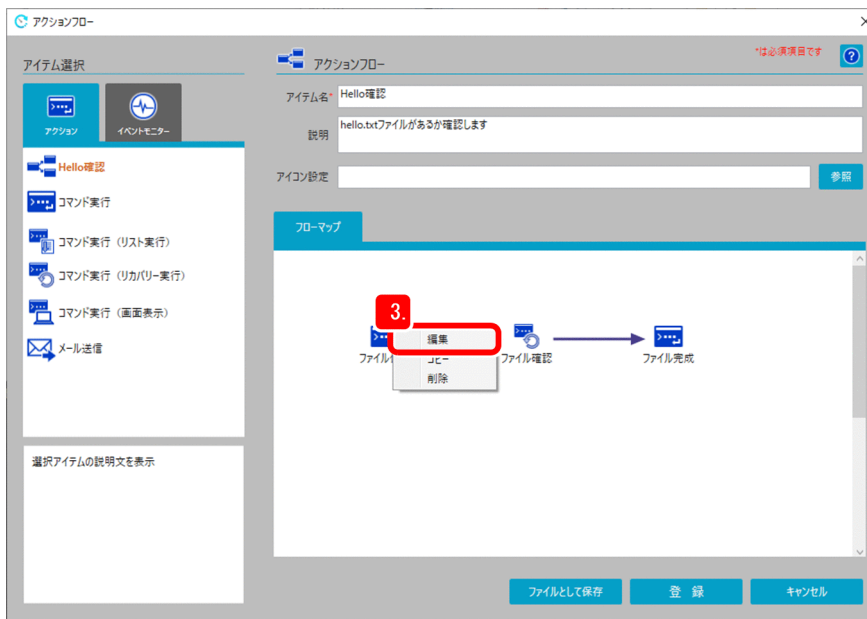 アクションフロー
アイテム選択
アクション
イベントモニター
Hello確認
コマンド実行
コマンド実行（リスト実行）
コマンド実行（リカバリー実行）
コマンド実行（画面表示）
メール送信
選択アイテムの説明文を表示
アクションフロー
*は必須項目です
アイテム名*
Hello確認
説明
hello.txtファイルがあるか確認します
アイコン設定
参照
フローマップ
3.
編集
コピー
削除
ファイル
ファイル確認
ファイル完成
ファイルとして保存
登 録
キャンセル